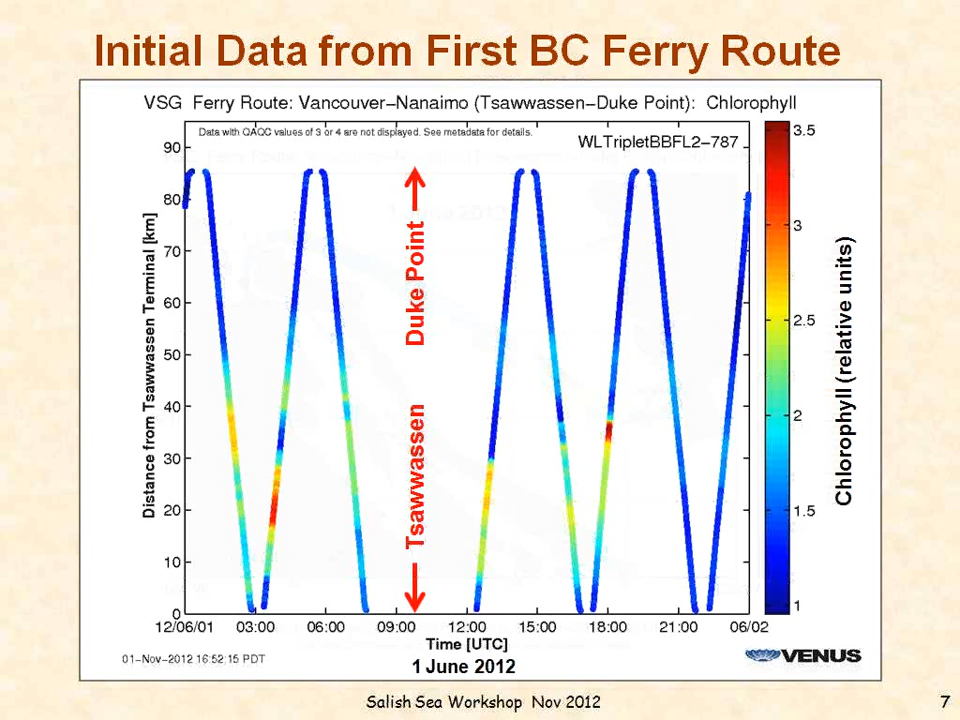 Initial Data from First BC Ferry Route
VSG Ferry Route: Vancouver–Nanaimo (Tsawwassen–Duke Point): Chlorophyll
Data with QAQC values of 3 or 4 are not displayed. See metadata for details.
WLTripletBBFL2–787
90
80
70
60
50
40
30
20
10
0
Distance from Tsawwassen Terminal [km]
Duke Point
Tsawwassen
3.5
3
2.5
2
1.5
1
Chlorophyll (relative units)
12/06/01 03:00 06:00 09:00 12:00 15:00 18:00 21:00 06/02
Time [UTC]
01–Nov–2012 16:52:15 PDT
1 June 2012
VENUS
Salish Sea Workshop Nov 2012
7